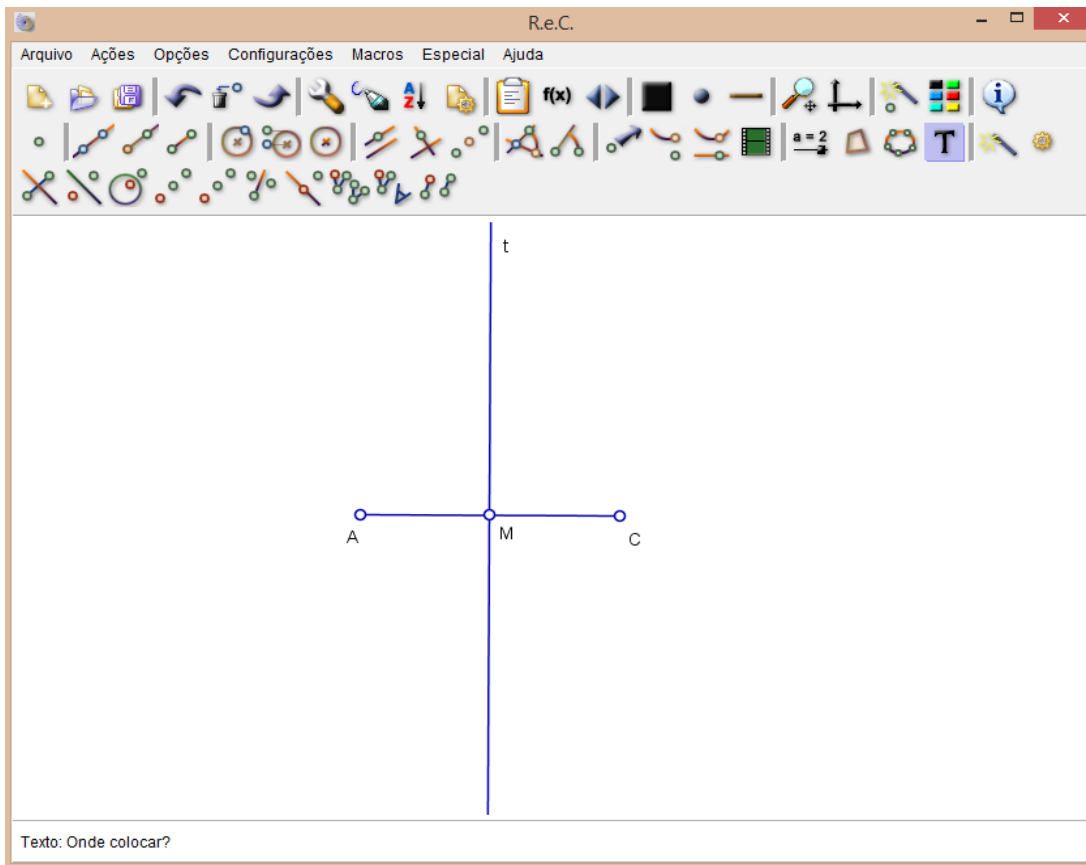 R.e.C.
Arquivo Ações Opções Configurações Macros Especial Ajuda
A Z f(x) i
a = 2 T
t
A M C
Texto: Onde colocar?